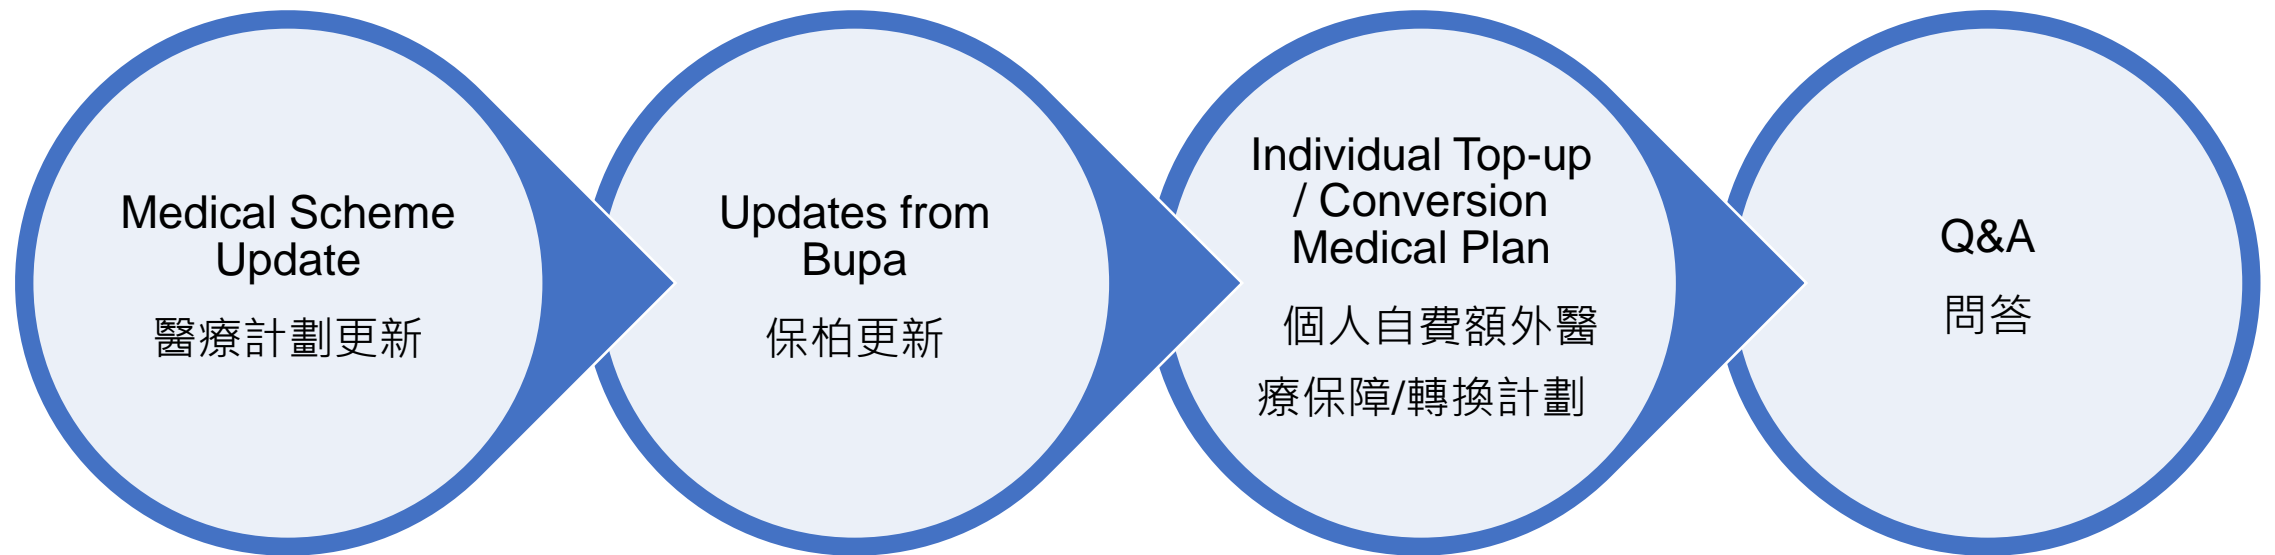 Medical Scheme
Update
醫療計劃更新
Updates from
Bupa
保柏更新
Individual Top-up
/ Conversion
Medical Plan
個人自費額外醫
療保障/轉換計劃
Q&A
問答